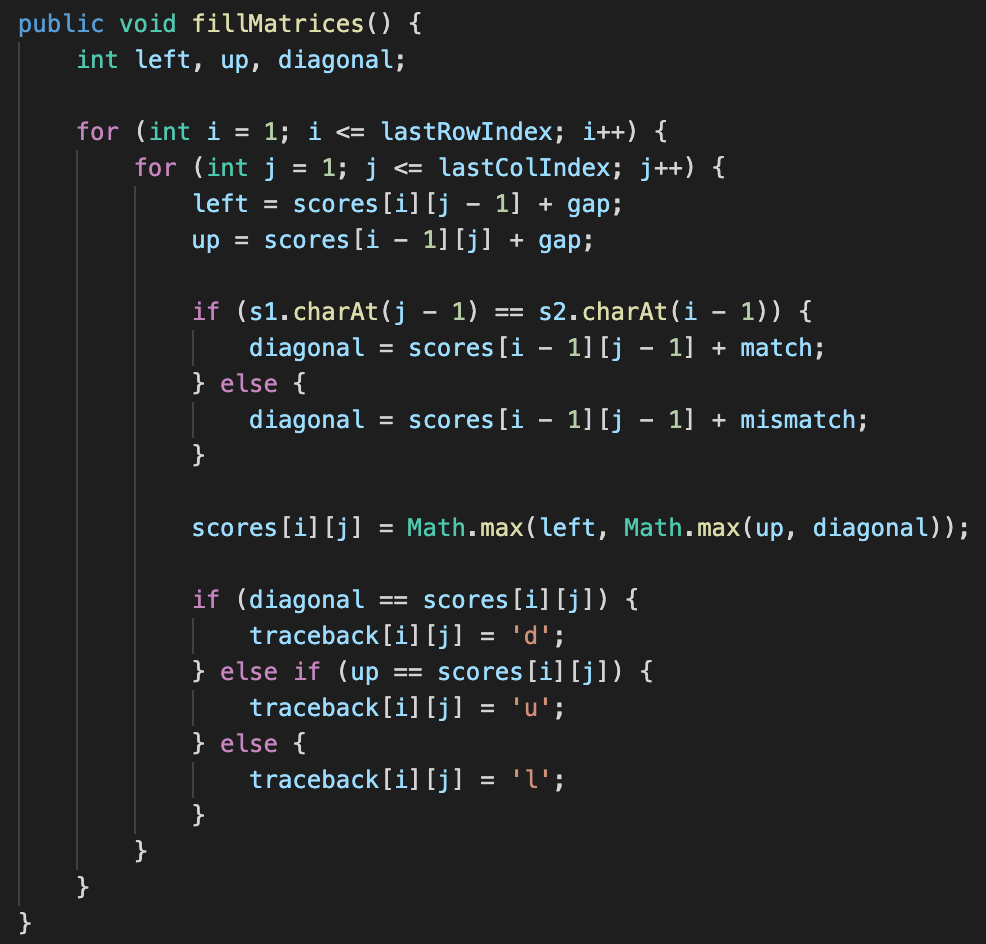 public void fillMatrices() {
    int left, up, diagonal;

    for (int i = 1; i <= lastRowIndex; i++) {
        for (int j = 1; j <= lastColIndex; j++) {
            left = scores[i][j - 1] + gap;
            up = scores[i - 1][j] + gap;

            if (s1.charAt(j - 1) == s2.charAt(i - 1)) {
                diagonal = scores[i - 1][j - 1] + match;
            } else {
                diagonal = scores[i - 1][j - 1] + mismatch;
            }

            scores[i][j] = Math.max(left, Math.max(up, diagonal));

            if (diagonal == scores[i][j]) {
                traceback[i][j] = 'd';
            } else if (up == scores[i][j]) {
                traceback[i][j] = 'u';
            } else {
                traceback[i][j] = 'l';
            }
        }
    }
}